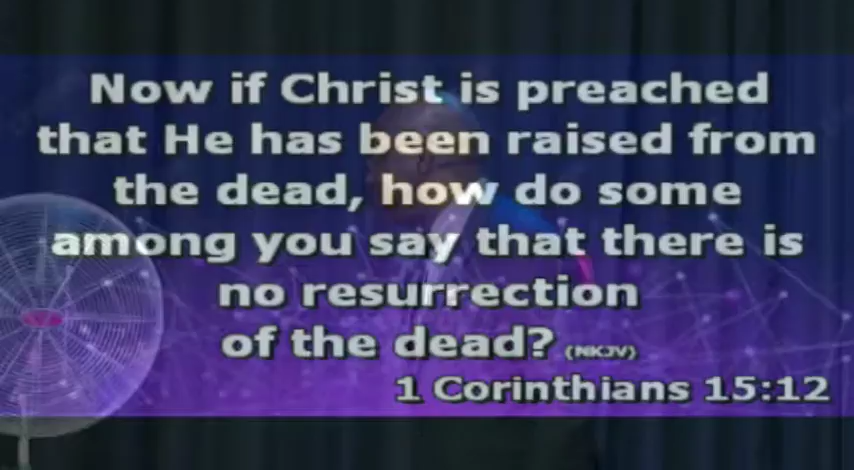 Now if Christ is preached
that He has been raised from
the dead, how do some
among you say that there is
no resurrection
of the dead? (NKJV)
1 Corinthians 15:12